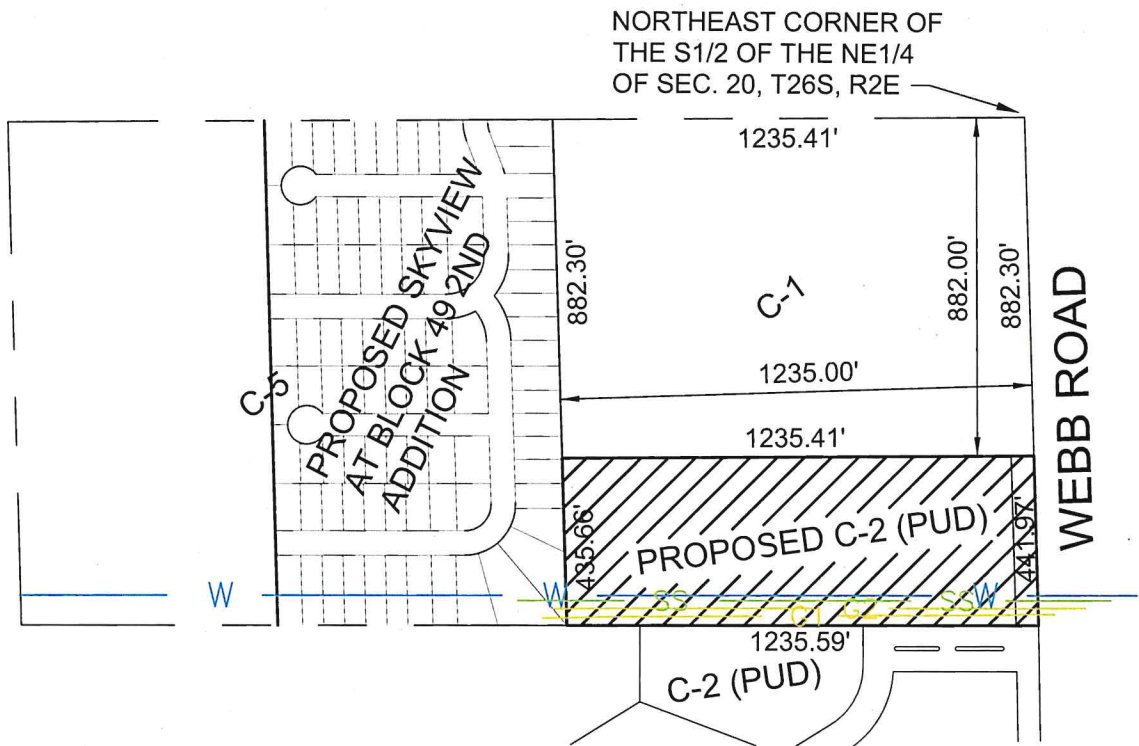 NORTHEAST CORNER OF
THE S1/2 OF THE NE1/4
OF SEC. 20, T26S, R2E
1235.41'
882.30'
882.00'
882.30'
C-1
WEBB ROAD
PROPOSED SKYVIEW
AT BLOCK 49 2ND
ADDITION
C-5
1235.00'
1235.41'
435.66'
PROPOSED C-2 (PUD)
441.97'
W
W
SS
G1
G2
SS
W
1235.59'
C-2 (PUD)